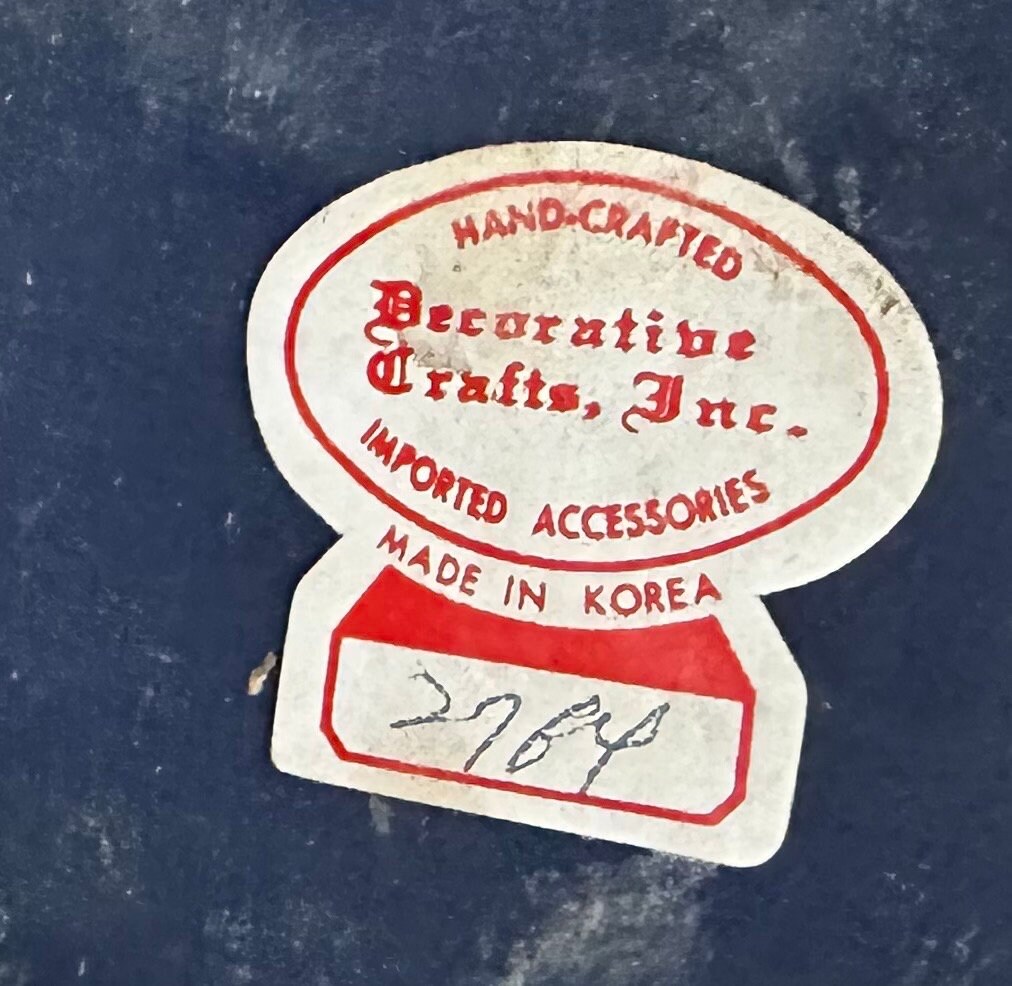 HAND-CRAFTED
Decorative
Crafts, Inc.
IMPORTED ACCESSORIES
MADE IN KOREA
2764